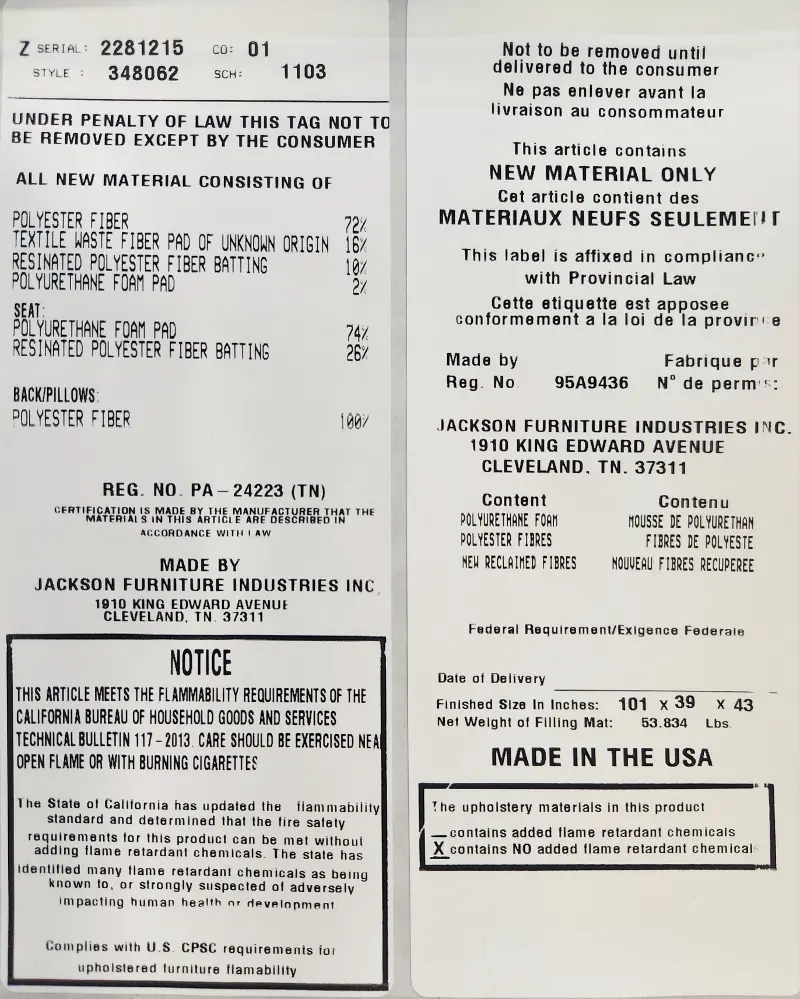 Z SERIAL: 2281215 CO: 01
STYLE : 348062 SCH: 1103
UNDER PENALTY OF LAW THIS TAG NOT TO
BE REMOVED EXCEPT BY THE CONSUMER
ALL NEW MATERIAL CONSISTING OF
POLYESTER FIBER 72%
TEXTILE WASTE FIBER PAD OF UNKNOWN ORIGIN 16%
RESINATED POLYESTER FIBER BATTING 10%
POLYURETHANE FOAM PAD 2%
SEAT:
POLYURETHANE FOAM PAD 74%
RESINATED POLYESTER FIBER BATTING 26%
BACK/PILLOWS:
POLYESTER FIBER 100%
REG. NO. PA - 24223 (TN)
CERTIFICATION IS MADE BY THE MANUFACTURER THAT THE
MATERIALS IN THIS ARTICLE ARE DESCRIBED IN
ACCORDANCE WITH LAW
MADE BY
JACKSON FURNITURE INDUSTRIES INC.
1910 KING EDWARD AVENUE
CLEVELAND, TN. 37311
NOTICE
THIS ARTICLE MEETS THE FLAMMABILITY REQUIREMENTS OF THE
CALIFORNIA BUREAU OF HOUSEHOLD GOODS AND SERVICES
TECHNICAL BULLETIN 117 - 2013. CARE SHOULD BE EXERCISED NEA
OPEN FLAME OR WITH BURNING CIGARETTES
The State of California has updated the flammability
standard and determined that the fire safety
requirements for this product can be met without
adding flame retardant chemicals. The state has
identified many flame retardant chemicals as being
known to, or strongly suspected of adversely
impacting human health or development
Complies with U.S. CPSC requirements for
upholstered furniture flamability
Not to be removed until
delivered to the consumer
Ne pas enlever avant la
livraison au consommateur
This article contains
NEW MATERIAL ONLY
Cet article contient des
MATERIAUX NEUFS SEULEMENT
This label is affixed in compliance
with Provincial Law
Cette etiquette est apposee
conformement a la loi de la province
Made by Fabrique par
Reg. No. 95A9436 N° de permis:
JACKSON FURNITURE INDUSTRIES INC.
1910 KING EDWARD AVENUE
CLEVELAND, TN. 37311
Content Contenu
POLYURETHANE FOAM MOUSSE DE POLYURETHAN
POLYESTER FIBRES FIBRES DE POLYESTE
NEW RECLAIMED FIBRES NOUVEAU FIBRES RECUPEREE
Federal Requirement/Exigence Federale
Date of Delivery
Finished Size In Inches: 101 X 39 X 43
Net Weight of Filling Mat: 53.834 Lbs.
MADE IN THE USA
The upholstery materials in this product
__contains added flame retardant chemicals
X contains NO added flame retardant chemicals